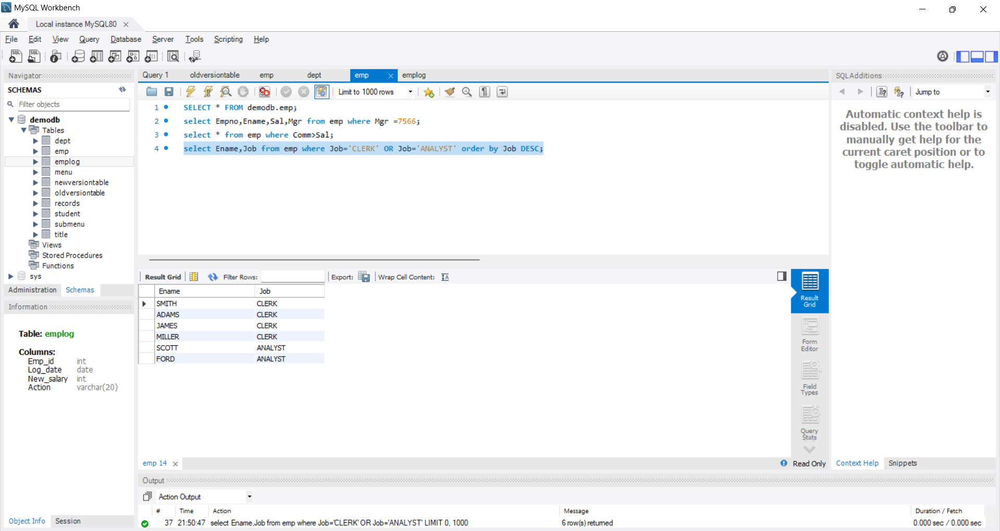 MySQL Workbench
Local instance MySQL80
File Edit View Query Database Server Tools Scripting Help
Navigator
SCHEMAS
Filter objects
demodb
Tables
dept
emp
emplog
menu
newversiontable
oldversiontable
records
student
submenu
title
Views
Stored Procedures
Functions
sys
Administration Schemas
Information
Table: emplog
Columns:
Emp_id int
Log_date date
New_salary int
Action varchar(20)
Object Info Session
Query 1 oldversiontable emp dept emp emplog
Limit to 1000 rows
1 SELECT * FROM demodb.emp;
2 select Empno,Ename,Sal,Mgr from emp where Mgr =7566;
3 select * from emp where Comm>Sal;
4 select Ename,Job from emp where Job='CLERK' OR Job='ANALYST' order by Job DESC;
Result Grid Filter Rows: Export: Wrap Cell Content:
Ename Job
SMITH CLERK
ADAMS CLERK
JAMES CLERK
MILLER CLERK
SCOTT ANALYST
FORD ANALYST
Result
Grid
Form
Editor
Field
Types
Query
Stats
emp 14
Read Only
SQLAdditions
Jump to
Automatic context help is
disabled. Use the toolbar to
manually get help for the
current caret position or to
toggle automatic help.
Context Help Snippets
Output
Action Output
# Time Action Message Duration / Fetch
37 21:50:47 select Ename,Job from emp where Job='CLERK' OR Job='ANALYST' LIMIT 0, 1000 6 row(s) returned 0.000 sec / 0.000 sec